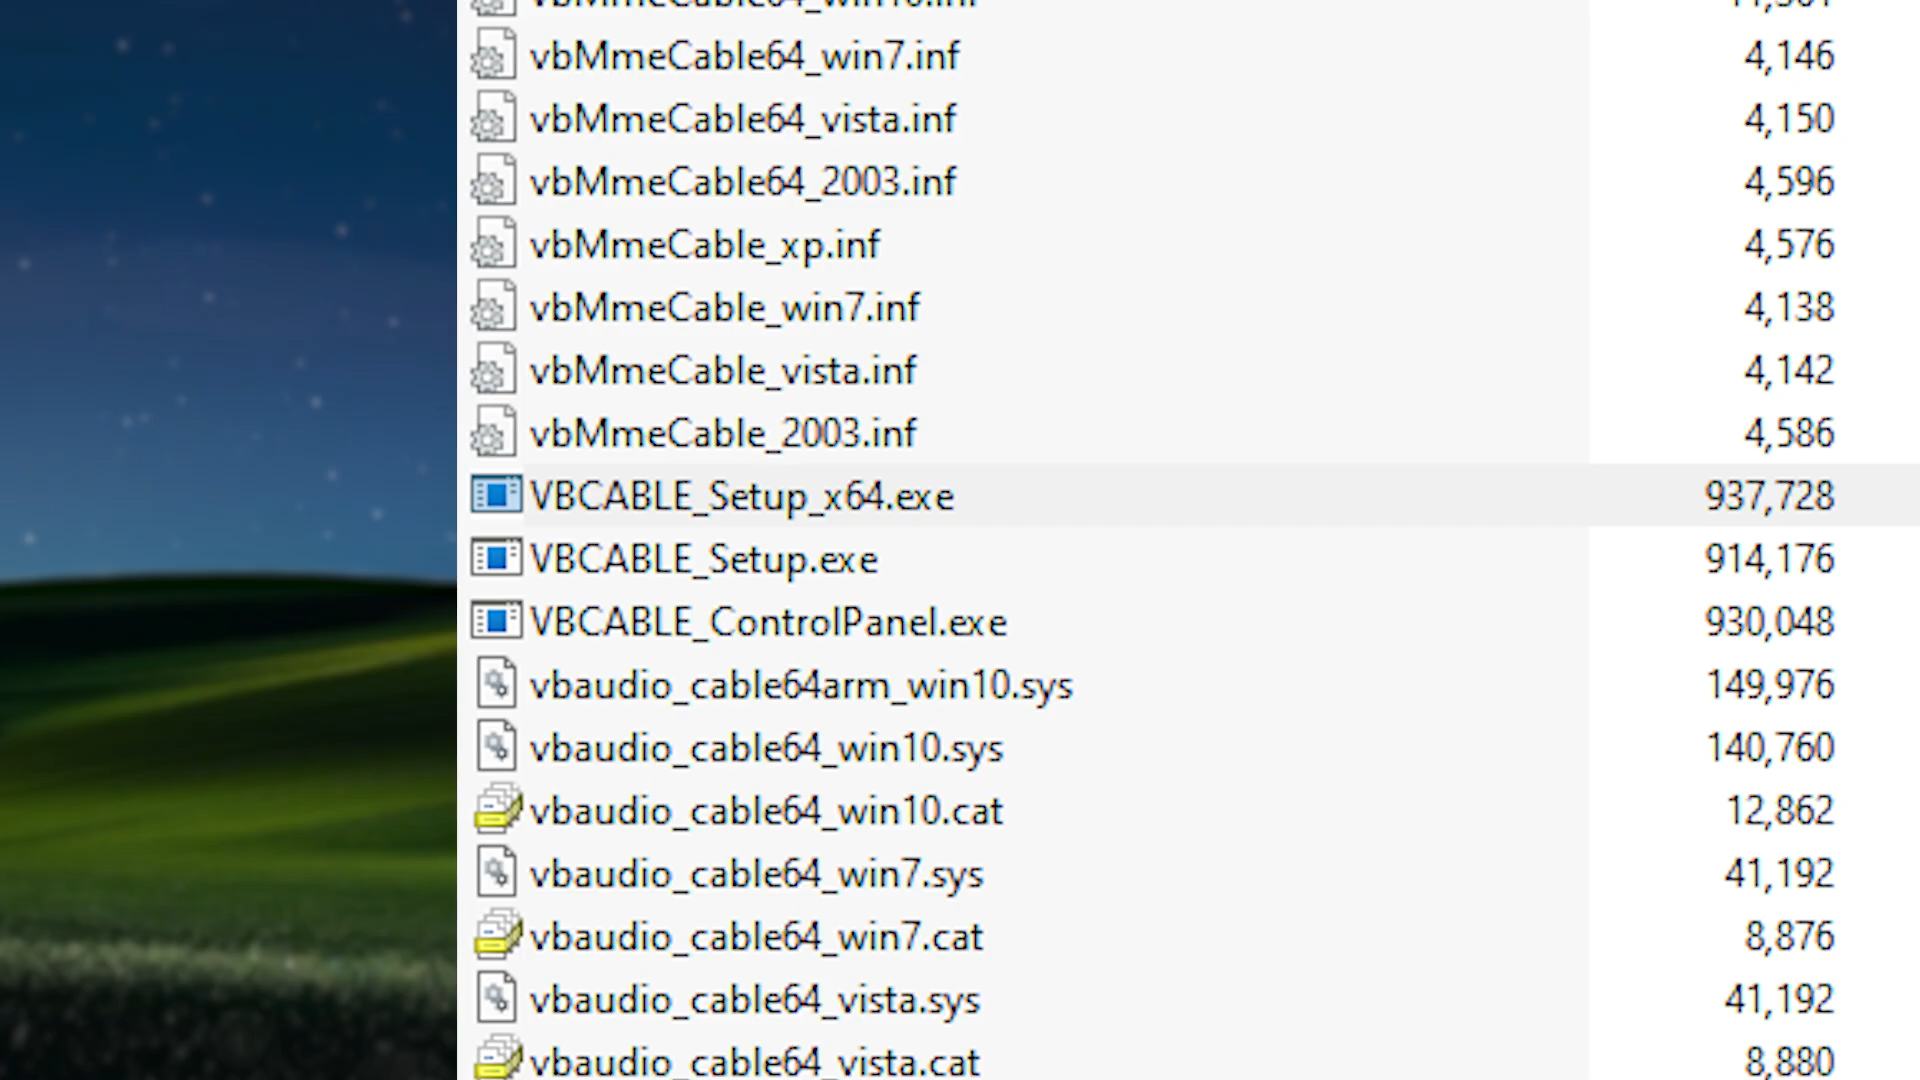 vbMmeCable64_win10.inf
vbMmeCable64_win7.inf 4,146
vbMmeCable64_vista.inf 4,150
vbMmeCable64_2003.inf 4,596
vbMmeCable_xp.inf 4,576
vbMmeCable_win7.inf 4,138
vbMmeCable_vista.inf 4,142
vbMmeCable_2003.inf 4,586
VBCABLE_Setup_x64.exe 937,728
VBCABLE_Setup.exe 914,176
VBCABLE_ControlPanel.exe 930,048
vbaudio_cable64arm_win10.sys 149,976
vbaudio_cable64_win10.sys 140,760
vbaudio_cable64_win10.cat 12,862
vbaudio_cable64_win7.sys 41,192
vbaudio_cable64_win7.cat 8,876
vbaudio_cable64_vista.sys 41,192
vbaudio_cable64_vista.cat 8,880